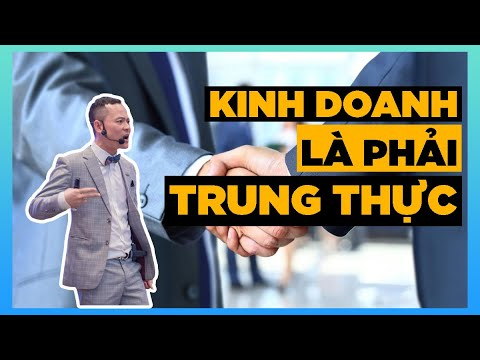 KINH DOANH
LÀ PHẢI
TRUNG THỰC